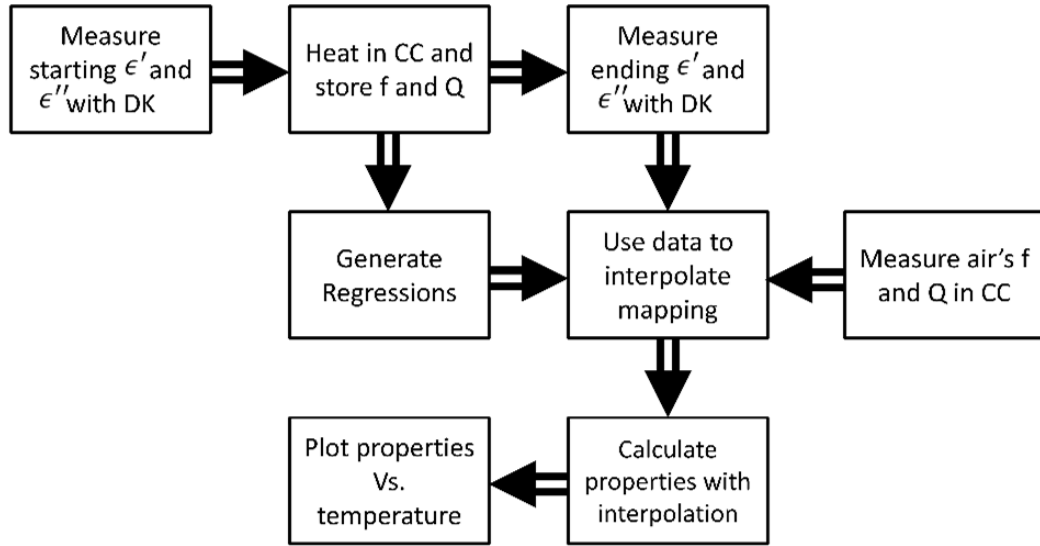 Measure
starting ϵ′ and
ϵ′′ with DK
Heat in CC and
store f and Q
Measure
ending ϵ′ and
ϵ′′ with DK
Generate
Regressions
Use data to
interpolate
mapping
Measure air's f
and Q in CC
Plot properties
Vs.
temperature
Calculate
properties with
interpolation